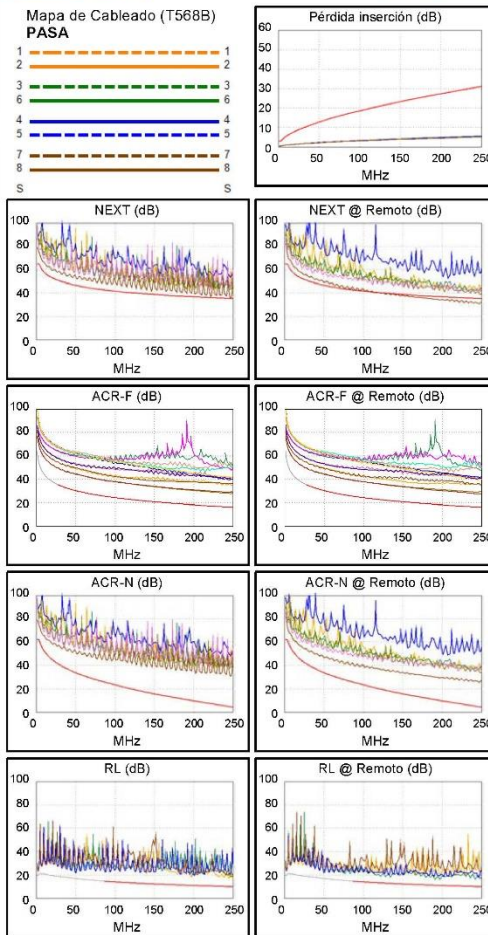 Mapa de Cableado (T568B)
PASA
1 1
2 2
3 3
6 6
4 4
5 5
7 7
8 8
S S
Pérdida inserción (dB)
60
50
40
30
20
10
0
0 50 100 150 200 250
MHz
NEXT (dB)
100
80
60
40
20
0
0 50 100 150 200 250
MHz
NEXT @ Remoto (dB)
100
80
60
40
20
0
0 50 100 150 200 250
MHz
ACR-F (dB)
100
80
60
40
20
0
0 50 100 150 200 250
MHz
ACR-F @ Remoto (dB)
100
80
60
40
20
0
0 50 100 150 200 250
MHz
ACR-N (dB)
100
80
60
40
20
0
0 50 100 150 200 250
MHz
ACR-N @ Remoto (dB)
100
80
60
40
20
0
0 50 100 150 200 250
MHz
RL (dB)
100
80
60
40
20
0
0 50 100 150 200 250
MHz
RL @ Remoto (dB)
100
80
60
40
20
0
0 50 100 150 200 250
MHz